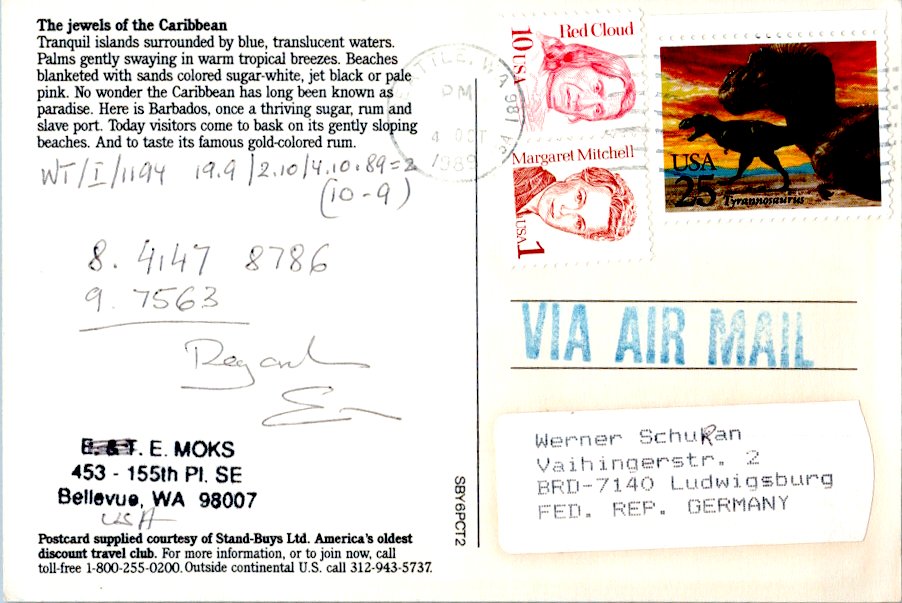 The jewels of the Caribbean
Tranquil islands surrounded by blue, translucent waters.
Palms gently swaying in warm tropical breezes. Beaches
blanketed with sands colored sugar-white, jet black or pale
pink. No wonder the Caribbean has long been known as
paradise. Here is Barbados, once a thriving sugar, rum and
slave port. Today visitors come to bask on its gently sloping
beaches. And to taste its famous gold-colored rum.
WT/I/1194 19.9/2.10/4.10.89=2
(10-9)
8. 4147 8786
9. 7563
Regards
E. MOKS
453 - 155th Pl. SE
Bellevue, WA 98007
USA
Postcard supplied courtesy of Stand-Buys Ltd. America's oldest
discount travel club. For more information, or to join now, call
toll-free 1-800-255-0200. Outside continental U.S. call 312-943-5737.
SBY6PCT2
WA 981
PM
4 OCT
1989
Red Cloud
10 USA
Margaret Mitchell
USA 1
USA
25
Tyrannosaurus
VIA AIR MAIL
Werner SchuRan
Vaihingerstr. 2
BRD-7140 Ludwigsburg
FED. REP. GERMANY